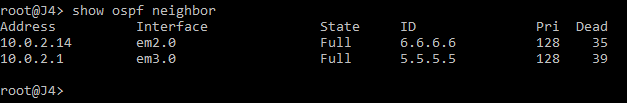 root@J4> show ospf neighbor
Address          Interface              State     ID               Pri  Dead
10.0.2.14        em2.0                  Full      6.6.6.6          128    35
10.0.2.1         em3.0                  Full      5.5.5.5          128    39
root@J4>